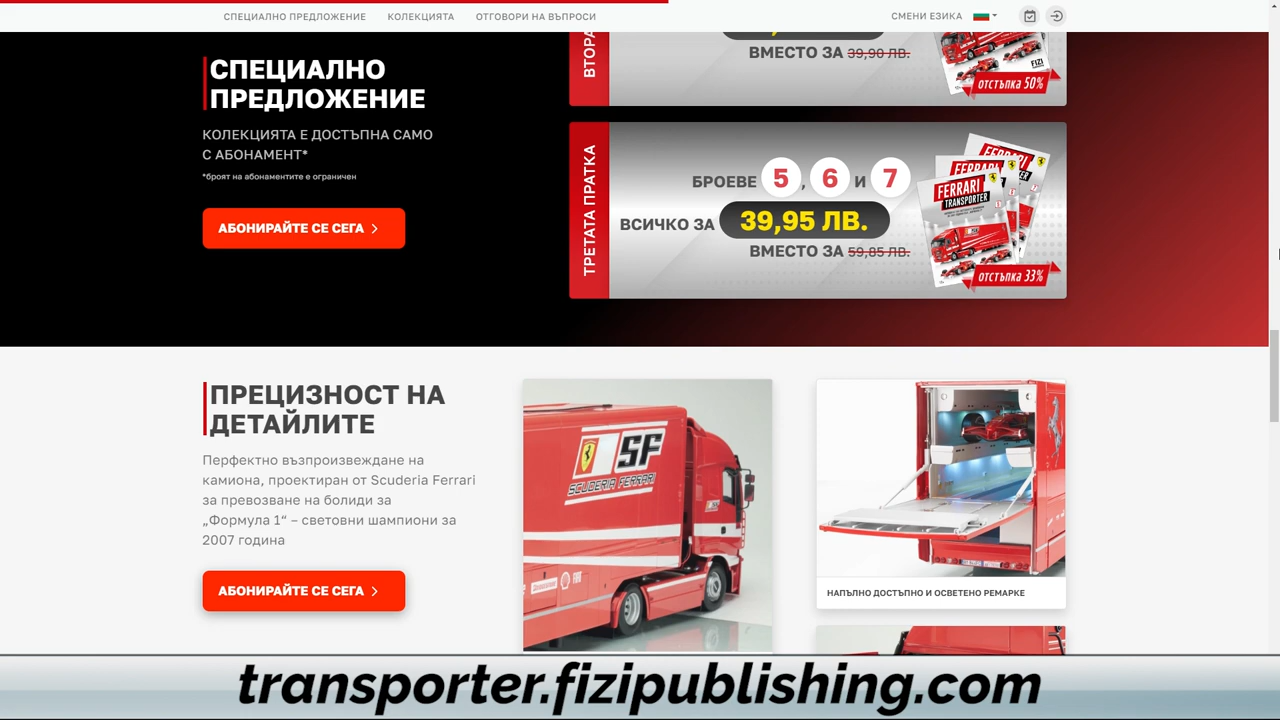 СПЕЦИАЛНО ПРЕДЛОЖЕНИЕ КОЛЕКЦИЯТА ОТГОВОРИ НА ВЪПРОСИ СМЕНИ ЕЗИКА
СПЕЦИАЛНО
ПРЕДЛОЖЕНИЕ
КОЛЕКЦИЯТА Е ДОСТЪПНА САМО
С АБОНАМЕНТ*
*броят на абонаментите е ограничен
АБОНИРАЙТЕ СЕ СЕГА
ВМЕСТО ЗА 39,90 ЛВ.
FIZI
отстъпка 50%
ТРЕТАТА ПРАТКА
БРОЕВЕ 5, 6 И 7
ВСИЧКО ЗА 39,95 ЛВ.
ВМЕСТО ЗА 59,85 ЛВ.
FERRARI
TRANSPORTER
отстъпка 33%
ПРЕЦИЗНОСТ НА
ДЕТАЙЛИТЕ
Перфектно възпроизвеждане на
камиона, проектиран от Scuderia Ferrari
за превозване на болиди за
„Формула 1“ – световни шампиони за
2007 година
АБОНИРАЙТЕ СЕ СЕГА
SF
SCUDERIA FERRARI
НАПЪЛНО ДОСТЪПНО И ОСВЕТЕНО РЕМАРКЕ
transporter.fizipublishing.com